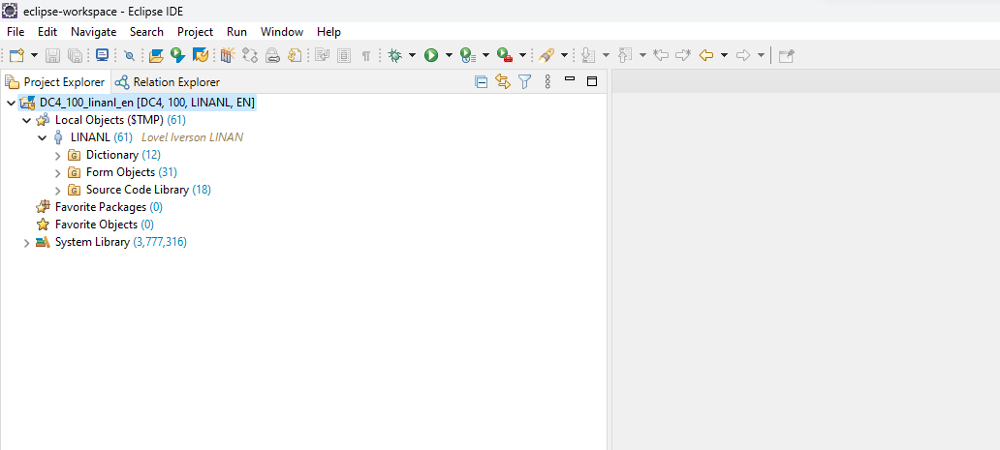 eclipse-workspace - Eclipse IDE
File Edit Navigate Search Project Run Window Help
Project Explorer Relation Explorer
DC4_100_linanl_en [DC4, 100, LINANL, EN]
Local Objects ($TMP) (61)
LINANL (61) Lovel Iverson LINAN
Dictionary (12)
Form Objects (31)
Source Code Library (18)
Favorite Packages (0)
Favorite Objects (0)
System Library (3,777,316)